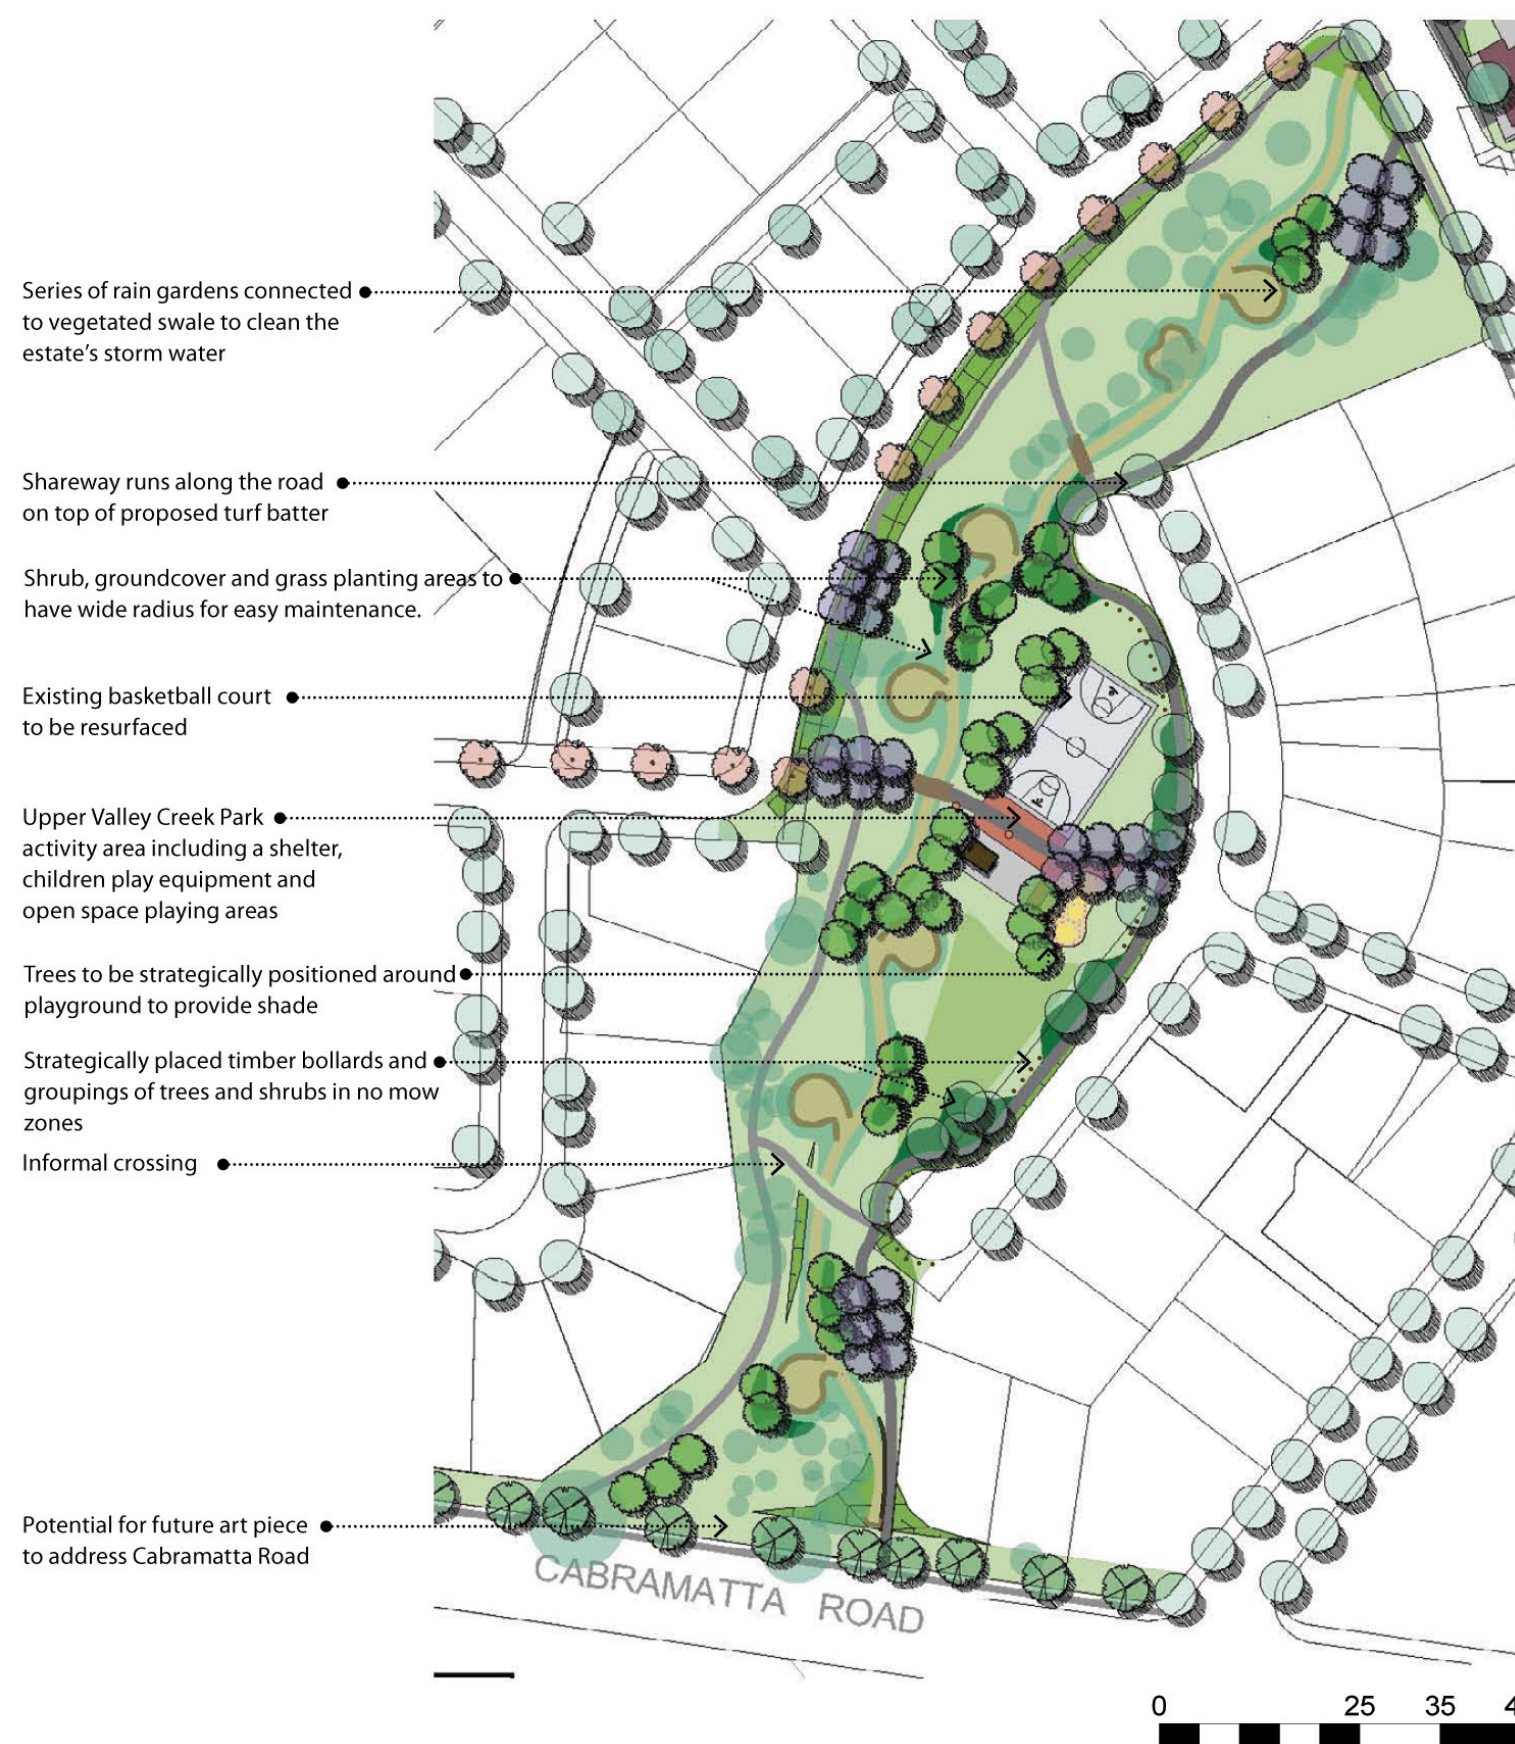 Series of rain gardens connected
to vegetated swale to clean the
estate’s storm water
Shareway runs along the road
on top of proposed turf batter
Shrub, groundcover and grass planting areas to
have wide radius for easy maintenance.
Existing basketball court
to be resurfaced
Upper Valley Creek Park
activity area including a shelter,
children play equipment and
open space playing areas
Trees to be strategically positioned around
playground to provide shade
Strategically placed timber bollards and
groupings of trees and shrubs in no mow
zones
Informal crossing
Potential for future art piece
to address Cabramatta Road
CABRAMATTA ROAD
0 25 35